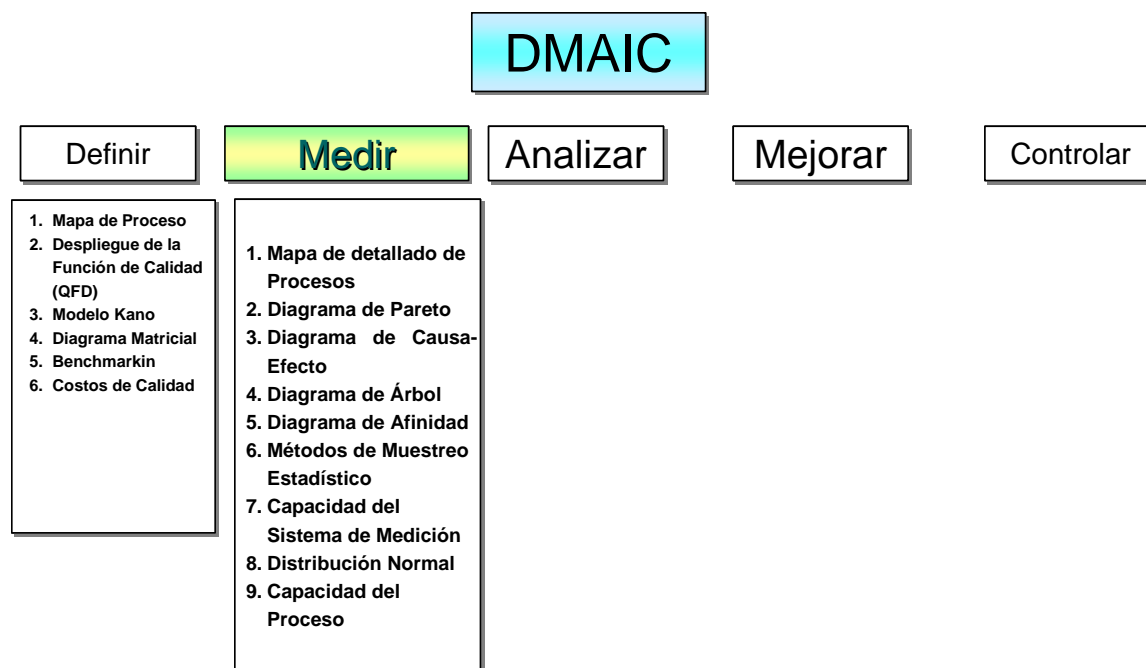 DMAIC
Definir
Medir
Analizar
Mejorar
Controlar
1. Mapa de Proceso
2. Despliegue de la
Función de Calidad
(QFD)
3. Modelo Kano
4. Diagrama Matricial
5. Benchmarkin
6. Costos de Calidad
1. Mapa de detallado de
Procesos
2. Diagrama de Pareto
3. Diagrama de Causa-
Efecto
4. Diagrama de Árbol
5. Diagrama de Afinidad
6. Métodos de Muestreo
Estadístico
7. Capacidad del
Sistema de Medición
8. Distribución Normal
9. Capacidad del
Proceso